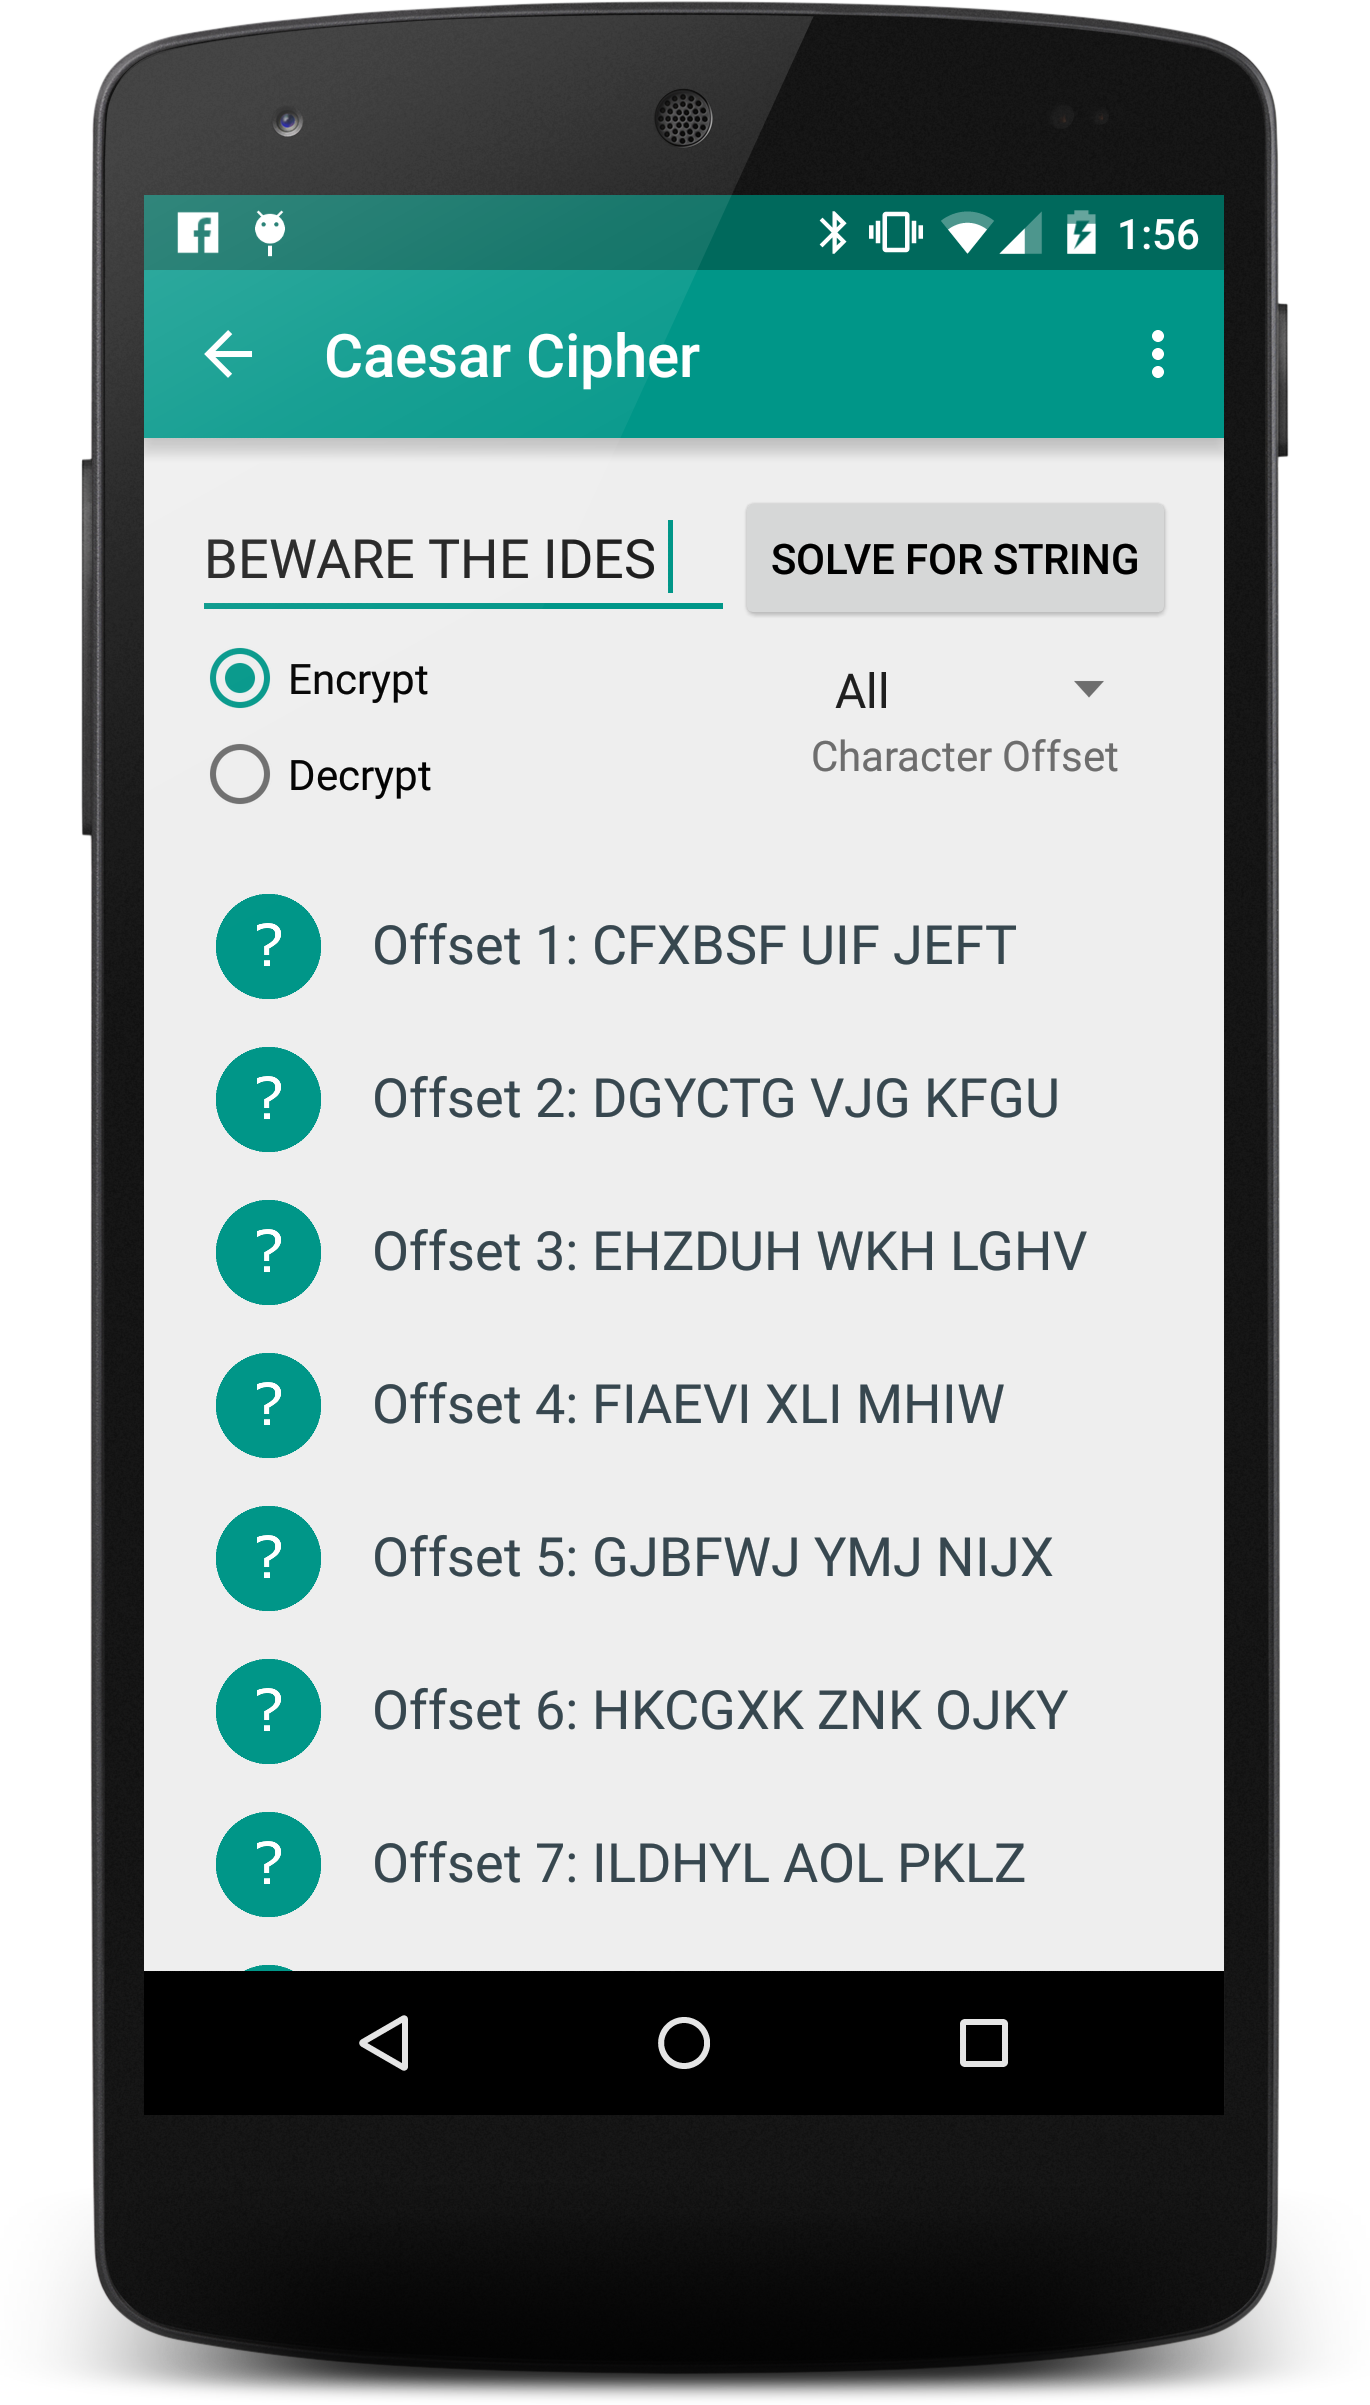 1:56
Caesar Cipher
BEWARE THE IDES
SOLVE FOR STRING
Encrypt
All
Character Offset
Decrypt
? Offset 1: CFXBSF UIF JEFT
? Offset 2: DGYCTG VJG KFGU
? Offset 3: EHZDUH WKH LGHV
? Offset 4: FIAEVI XLI MHIW
? Offset 5: GJBFWJ YMJ NIJX
? Offset 6: HKCGXK ZNK OJKY
? Offset 7: ILDHYL AOL PKLZ